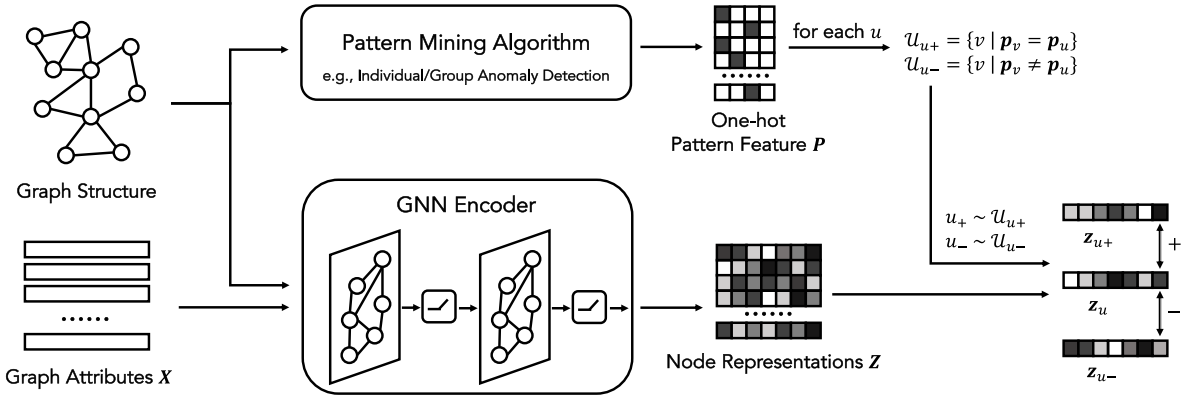 Pattern Mining Algorithm
e.g., Individual/Group Anomaly Detection
Graph Structure
......
One-hot
Pattern Feature P
for each u
𝒰ᵤ₊ = {v | pᵥ = pᵤ}
𝒰ᵤ₋ = {v | pᵥ ≠ pᵤ}
......
Graph Attributes X
GNN Encoder
......
Node Representations Z
u₊ ~ 𝒰ᵤ₊
u₋ ~ 𝒰ᵤ₋
zᵤ₊
+
zᵤ
−
zᵤ₋